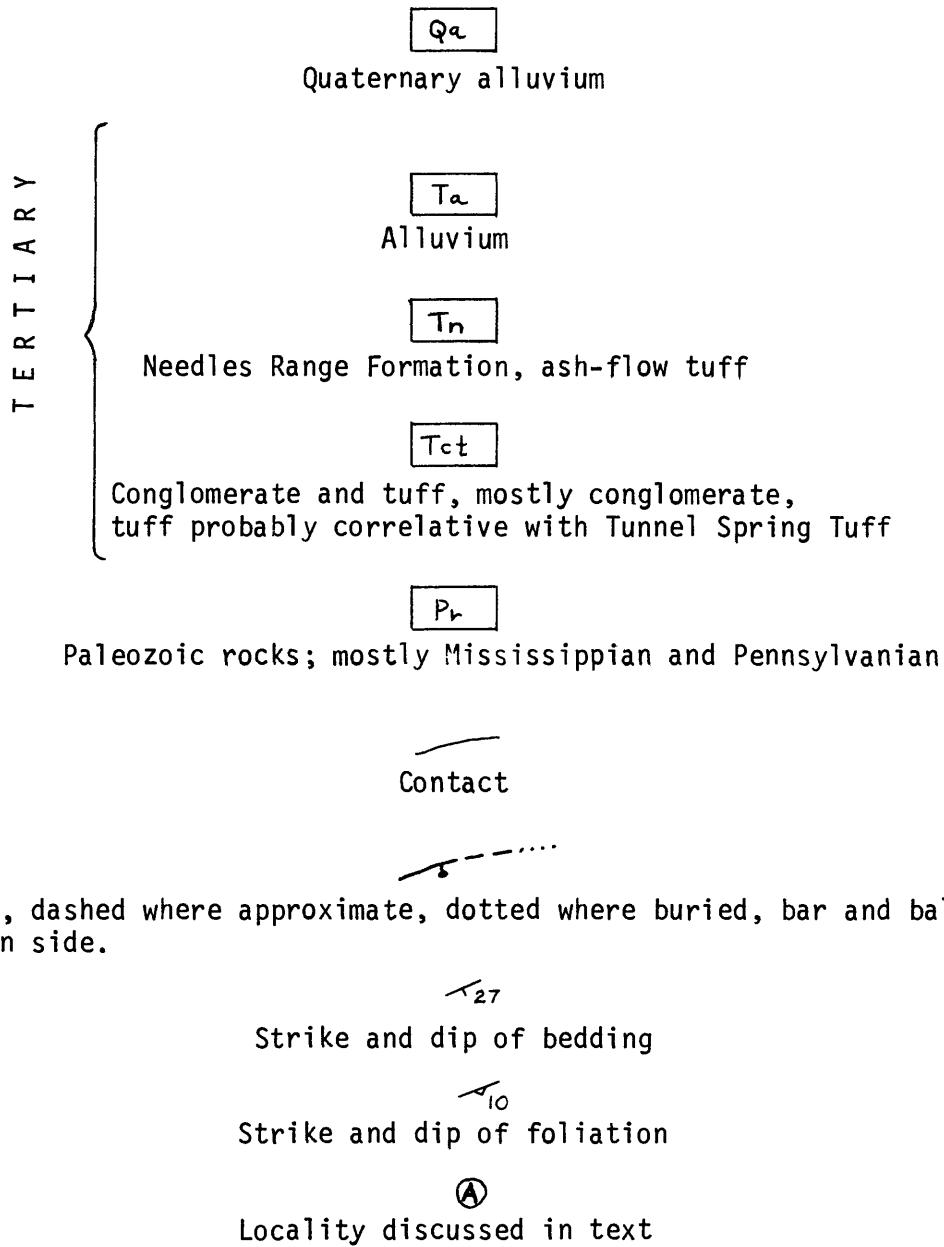 Qa
Quaternary alluvium
TERTIARY
Ta
Alluvium
Tn
Needles Range Formation, ash-flow tuff
Tct
Conglomerate and tuff, mostly conglomerate,
tuff probably correlative with Tunnel Spring Tuff
Pr
Paleozoic rocks; mostly Mississippian and Pennsylvanian
Contact
, dashed where approximate, dotted where buried, bar and
side.
27
Strike and dip of bedding
10
Strike and dip of foliation
A
Locality discussed in text